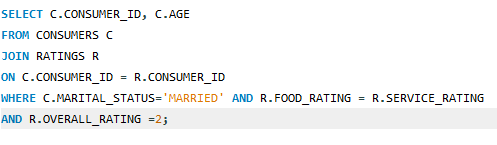 SELECT C.CONSUMER_ID, C.AGE
FROM CONSUMERS C
JOIN RATINGS R
ON C.CONSUMER_ID = R.CONSUMER_ID
WHERE C.MARITAL_STATUS='MARRIED' AND R.FOOD_RATING = R.SERVICE_RATING
AND R.OVERALL_RATING =2;